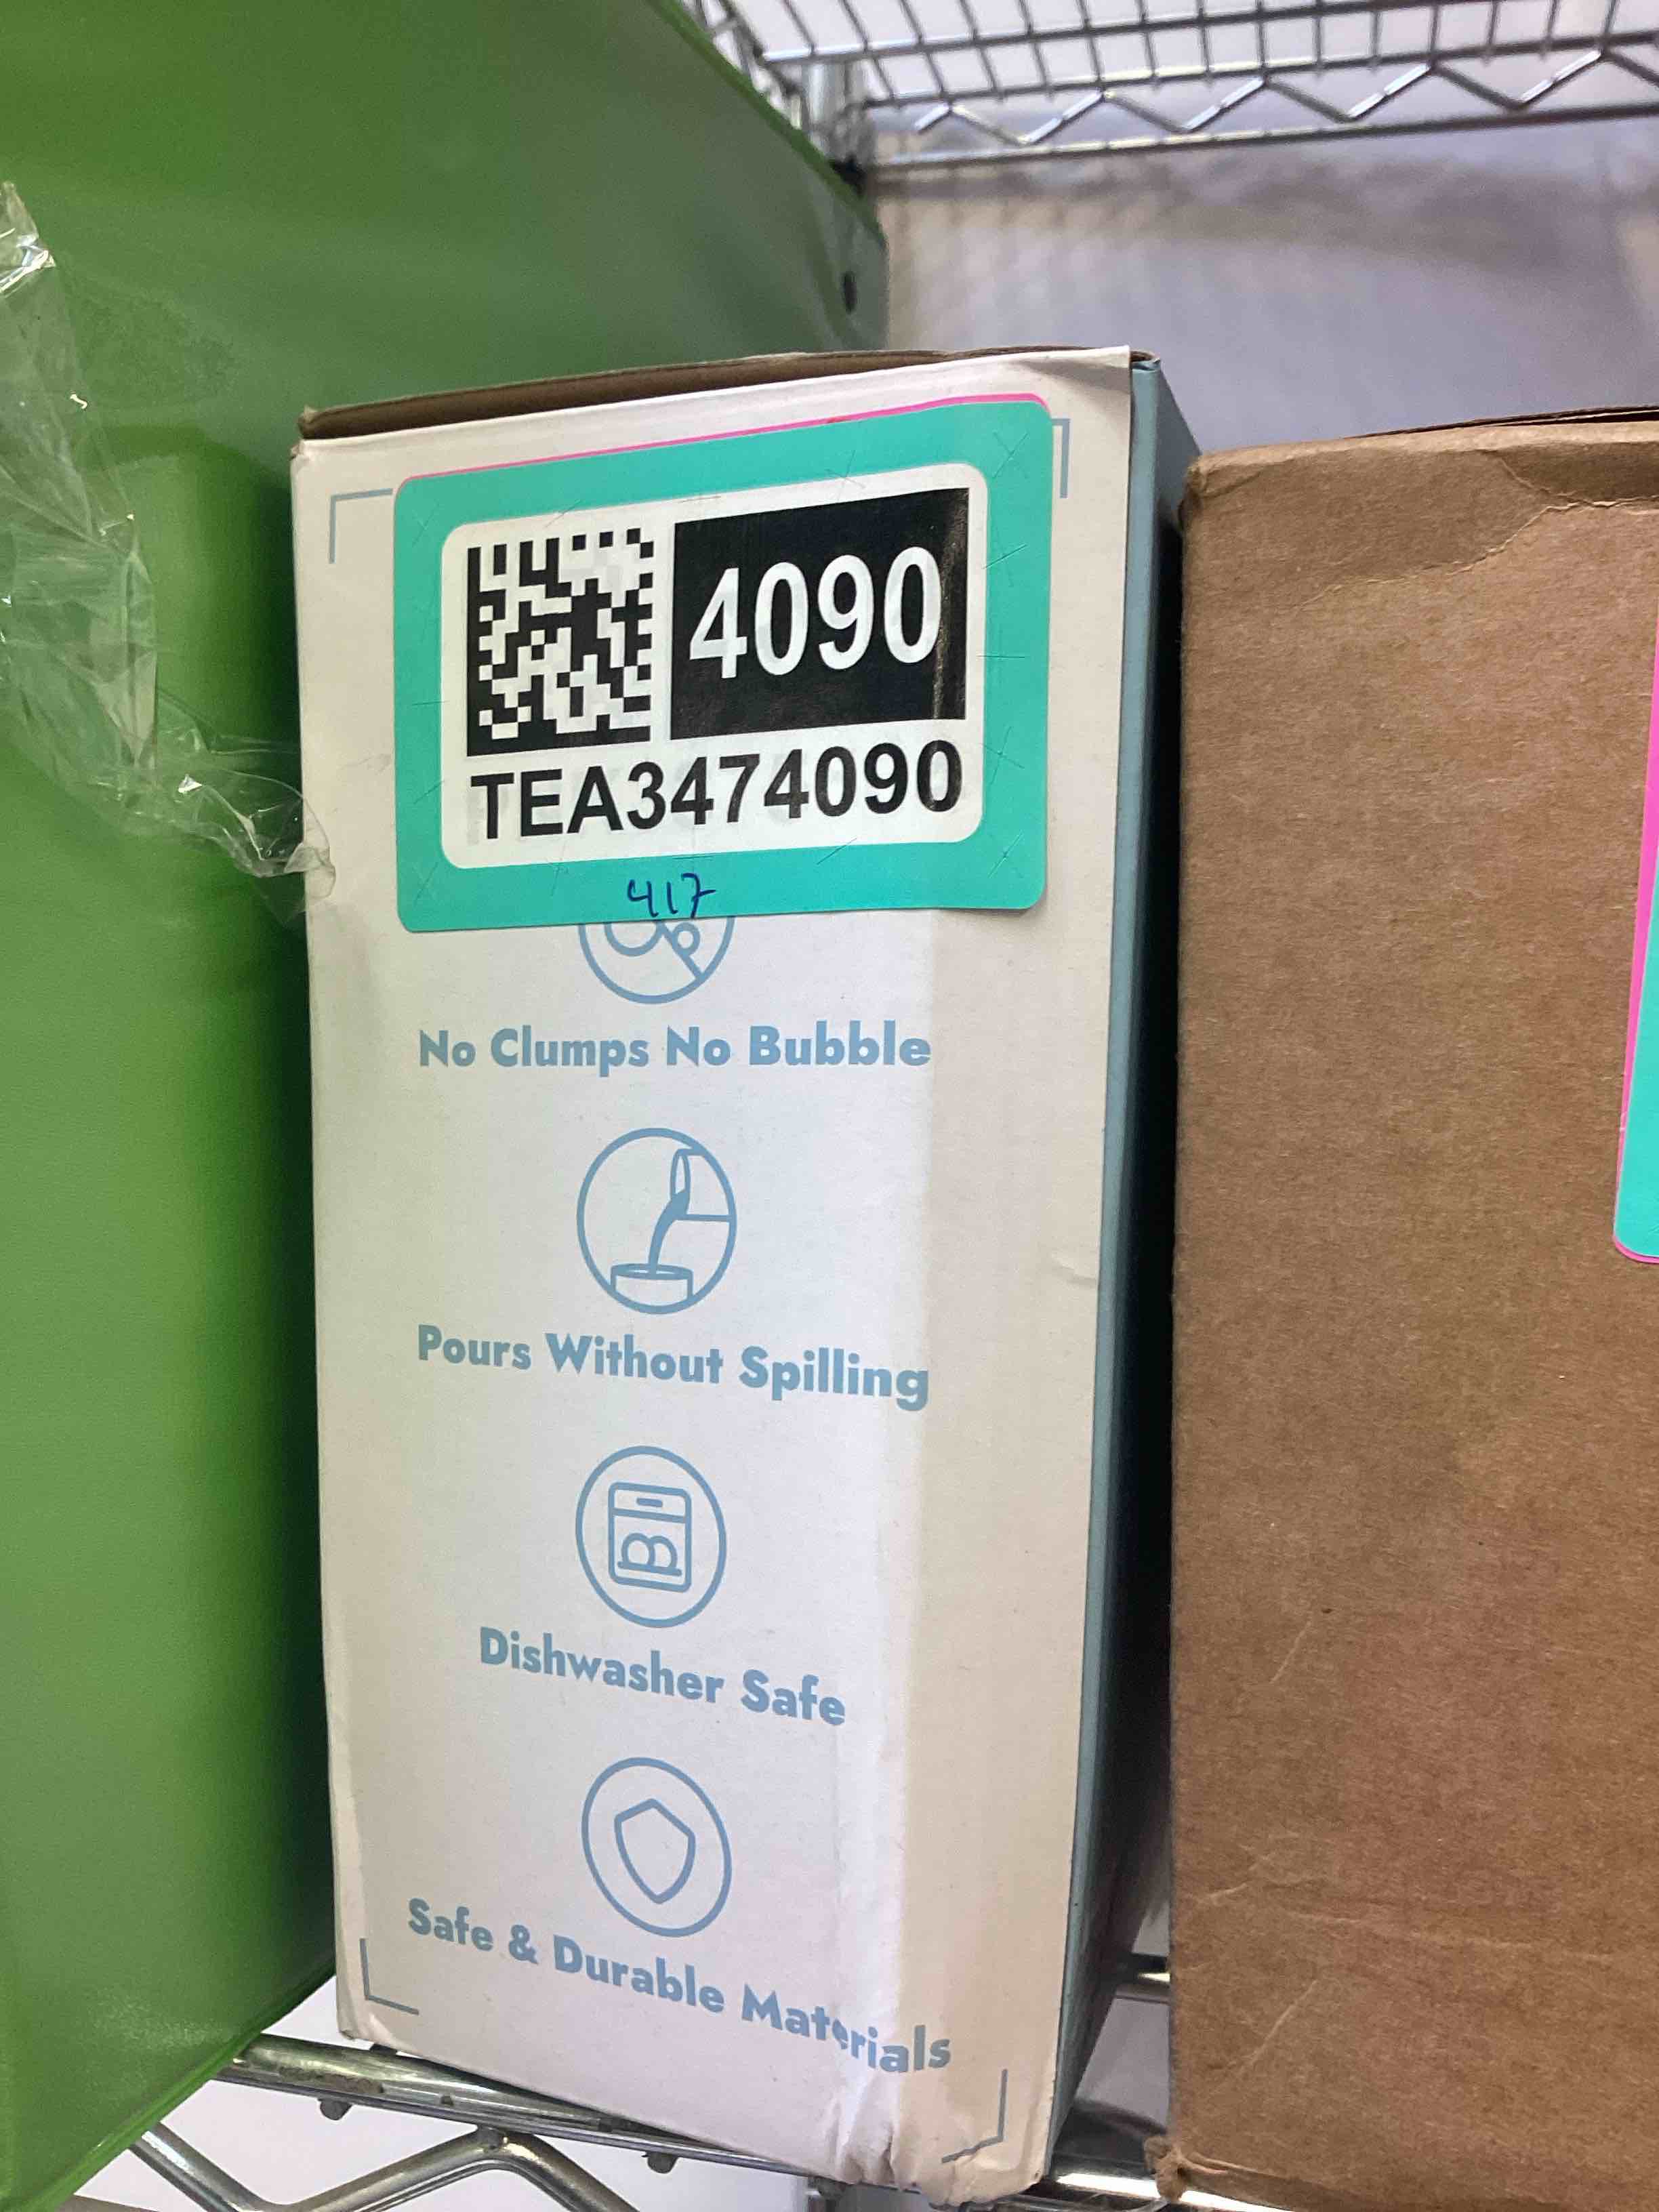 4090
TEA3474090
417
No Clumps No Bubble
Pours Without Spilling
Dishwasher Safe
Safe & Durable Materials